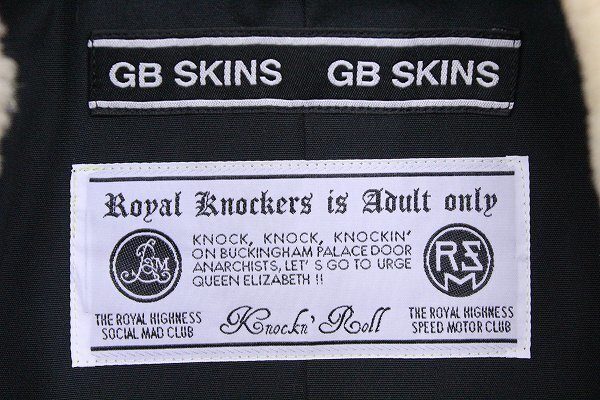 GB SKINS GB SKINS
Royal Knockers is Adult only
KNOCK, KNOCK, KNOCKIN'
ON BUCKINGHAM PALACE DOOR
ANARCHISTS, LET'S GO TO URGE
QUEEN ELIZABETH !!
RSM
THE ROYAL HIGHNESS
SOCIAL MAD CLUB
Knockn' Roll
THE ROYAL HIGHNESS
SPEED MOTOR CLUB